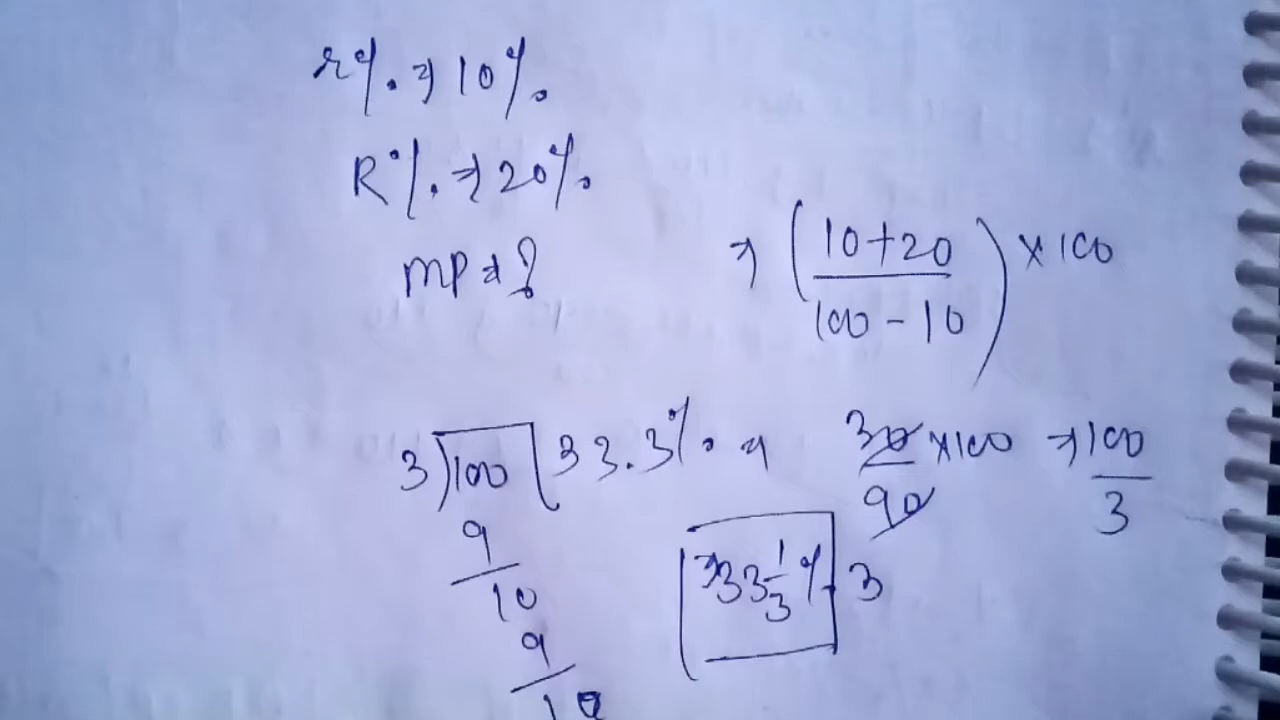 r% ⇒ 10%.
R% ⇒ 20%.
MP ⇒ ?
⇒ (10+20 / 100-10) × 100
30/90 × 100 ⇒ 100/3
3
3)100(33.3%
9
10
9
10
⇒ 33 1/3 %